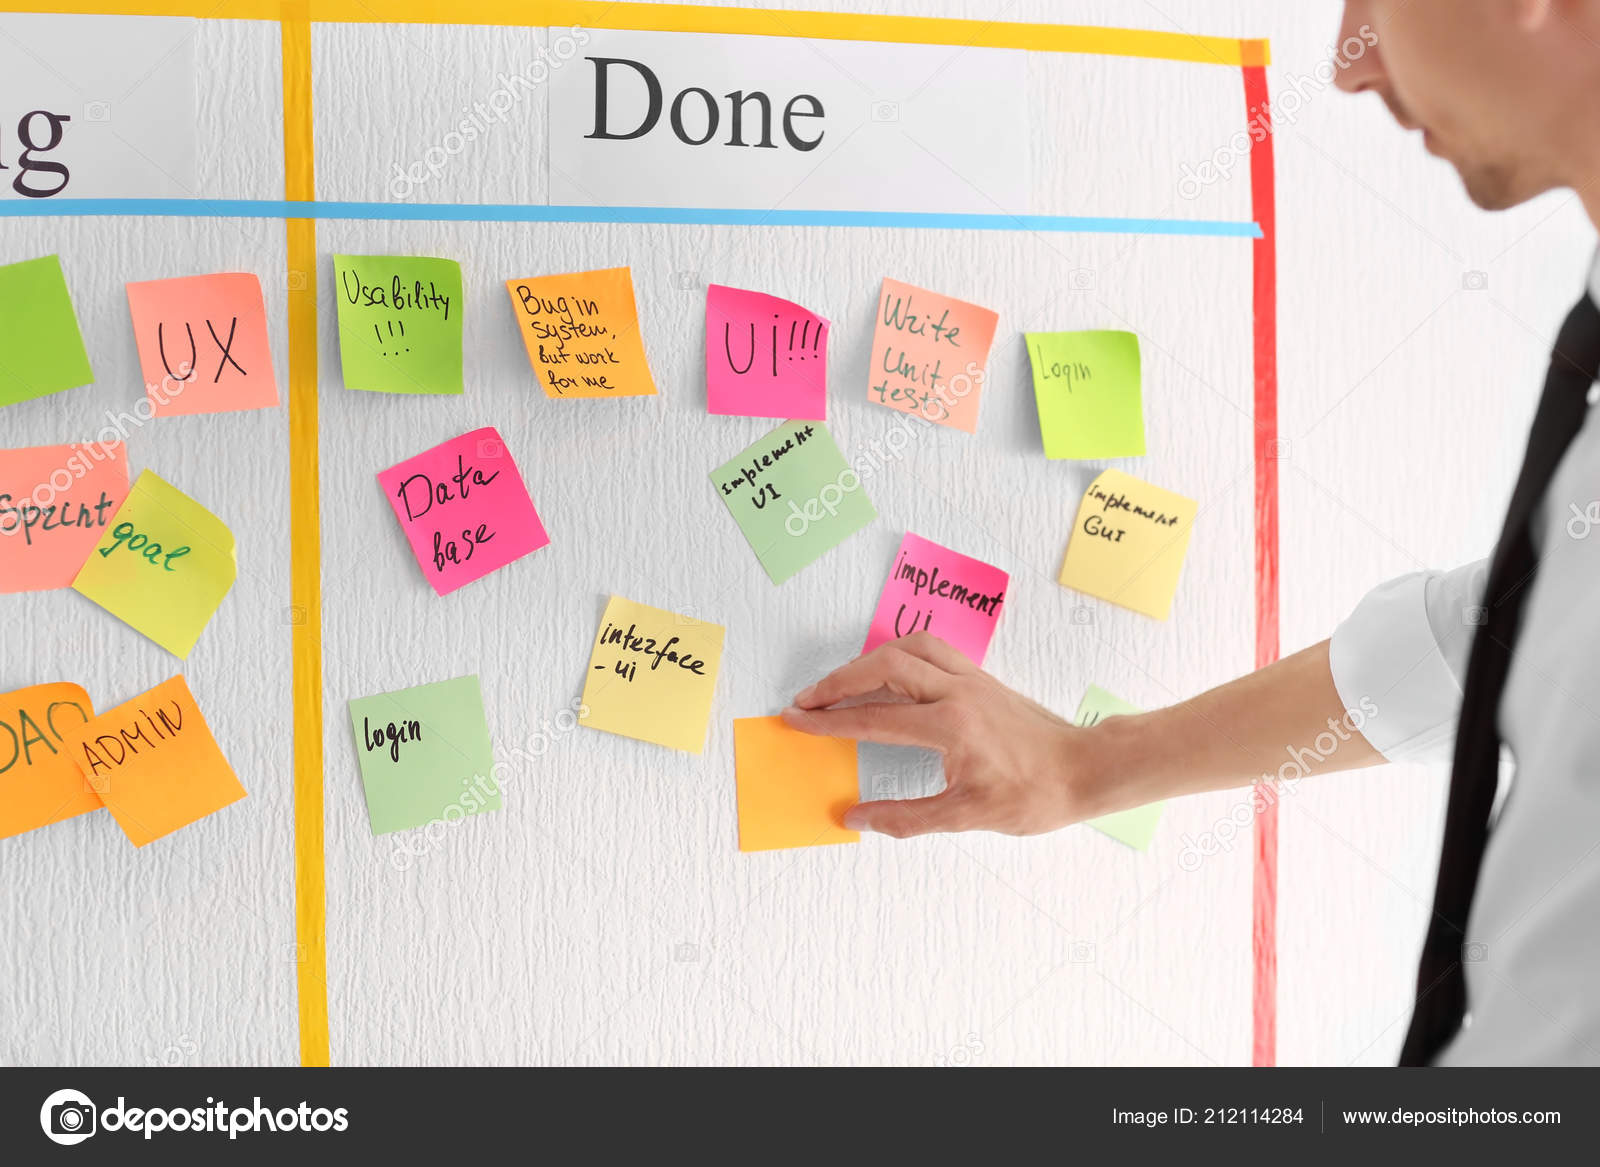 Done
UX
Usability
!!!
Bug in
system,
but work
for me
Ui!!!
Write
Unit
tests
Login
Sprint
goal
Data
base
Implement
UI
Implement
GUI
implement
Ui
interface
- ui
login
DAO
ADMIN
depositphotos
Image ID: 212114284
www.depositphotos.com